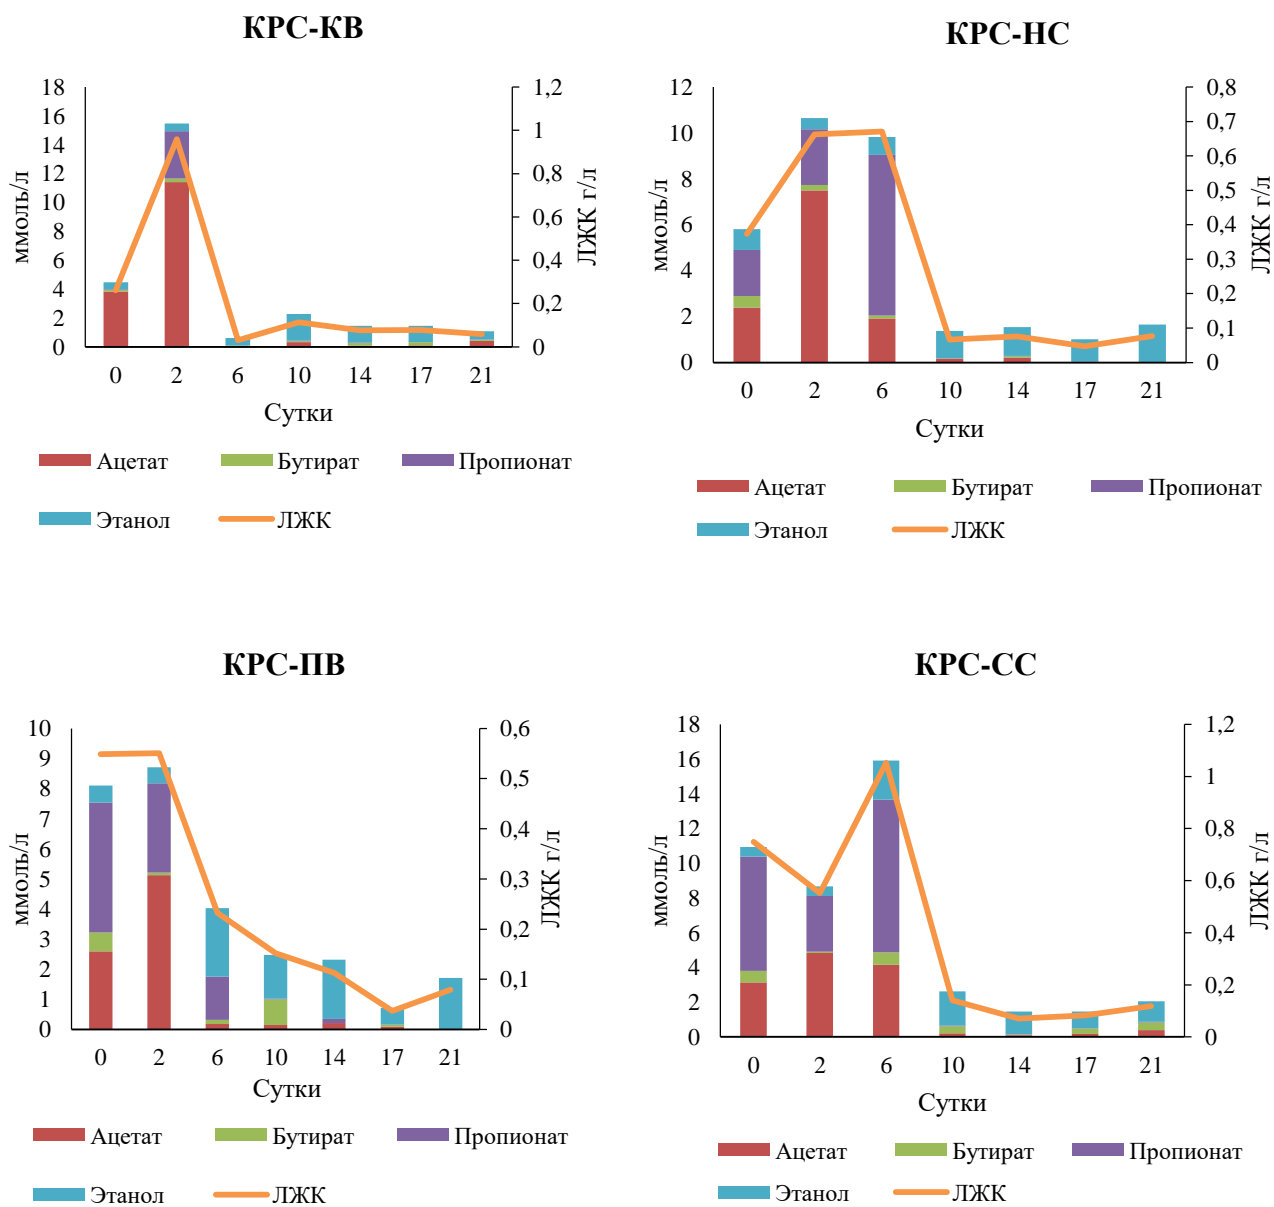 КРС-КВ
18
16
14
12
10
8
6
4
2
0
ммоль/л
1,2
1
0,8
0,6
0,4
0,2
0
ЛЖК г/л
0 2 6 10 14 17 21
Сутки
Ацетат Бутират Пропионат
Этанол ЛЖК
КРС-НС
12
10
8
6
4
2
0
ммоль/л
0,8
0,7
0,6
0,5
0,4
0,3
0,2
0,1
0
ЛЖК г/л
0 2 6 10 14 17 21
Сутки
Ацетат Бутират Пропионат
Этанол ЛЖК
КРС-ПВ
10
9
8
7
6
5
4
3
2
1
0
ммоль/л
0,6
0,5
0,4
0,3
0,2
0,1
0
ЛЖК г/л
0 2 6 10 14 17 21
Сутки
Ацетат Бутират Пропионат
Этанол ЛЖК
КРС-СС
18
16
14
12
10
8
6
4
2
0
ммоль/л
1,2
1
0,8
0,6
0,4
0,2
0
ЛЖК г/л
0 2 6 10 14 17 21
Сутки
Ацетат Бутират Пропионат
Этанол ЛЖК